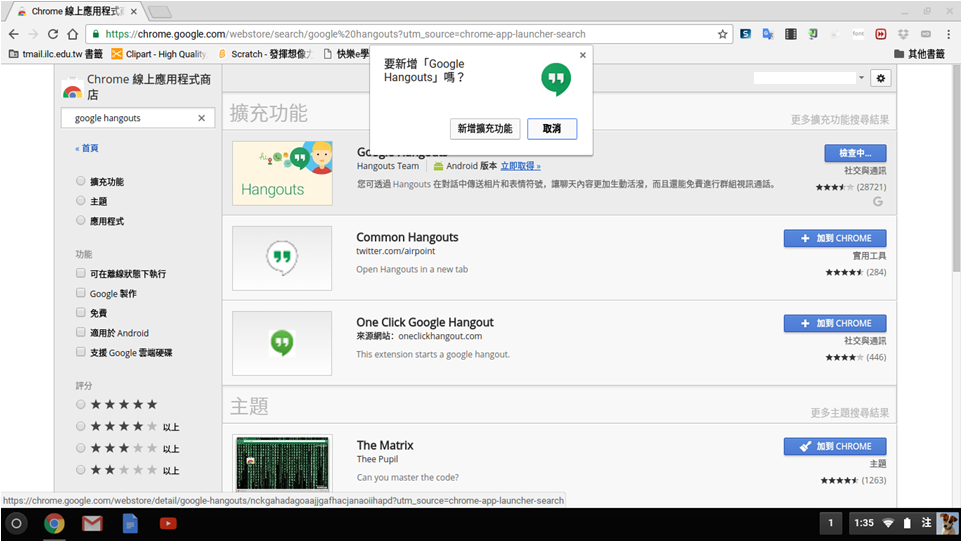 Chrome 線上應用程式商
https://chrome.google.com/webstore/search/google%20hangouts?utm_source=chrome-app-launcher-search
tmail.ilc.edu.tw 書籤
Clipart - High Quality
Scratch - 發揮想像力
快樂e學
其他書籤
要新增「Google
Hangouts」嗎？
新增擴充功能
取消
Chrome 線上應用程式商
店
google hangouts
« 首頁
擴充功能
主題
應用程式
功能
可在離線狀態下執行
Google 製作
免費
適用於 Android
支援 Google 雲端硬碟
評分
以上
以上
以上
擴充功能
更多擴充功能搜尋結果
Hangouts
Google Hangouts
Hangouts Team
Android 版本 立即取得 »
您可透過 Hangouts 在對話中傳送相片和表情符號，讓聊天內容更加生動活潑，而且還能免費進行群組視訊通話。
檢查中...
社交與通訊
(28721)
Common Hangouts
twitter.com/airpoint
Open Hangouts in a new tab
加到 CHROME
實用工具
(284)
One Click Google Hangout
來源網站：oneclickhangout.com
This extension starts a google hangout.
加到 CHROME
社交與通訊
(446)
主題
更多主題搜尋結果
The Matrix
Thee Pupil
Can you master the code?
加到 CHROME
主題
(1263)
https://chrome.google.com/webstore/detail/google-hangouts/nckgahadagoaajjgafhacjanaoiihapd?utm_source=chrome-app-launcher-search
1
1:35
注